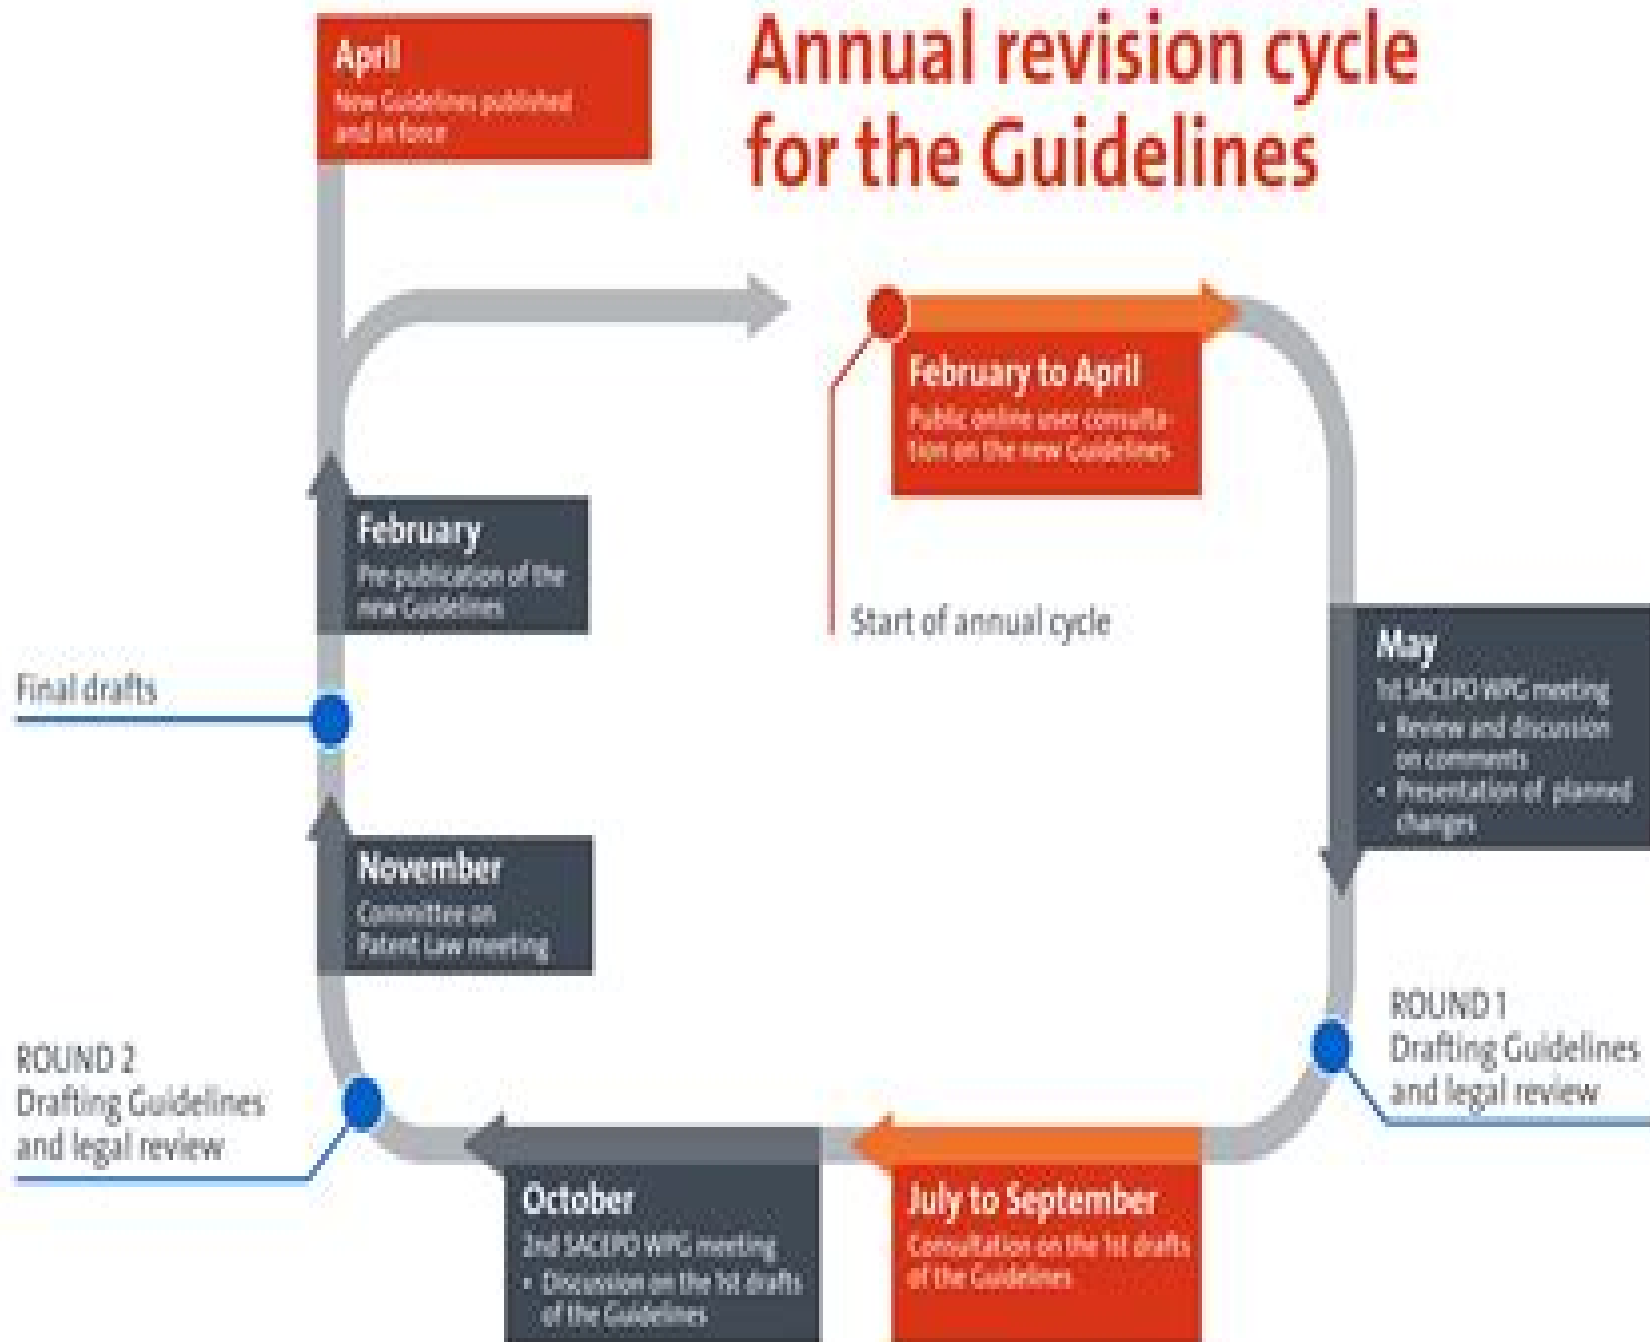 Annual revision cycle
for the Guidelines
April
New Guidelines published
and in force
February to April
Public online user consulta-
tion on the new Guidelines
Start of annual cycle
May
1st SACEPO WPG meeting
• Review and discussion
on comments
• Presentation of planned
changes
ROUND 1
Drafting Guidelines
and legal review
July to September
Consultation on the 1st drafts
of the Guidelines
October
2nd SACEPO WPG meeting
• Discussion on the 1st drafts
of the Guidelines
ROUND 2
Drafting Guidelines
and legal review
November
Committee on
Patent Law meeting
Final drafts
February
Pre-publication of the
new Guidelines